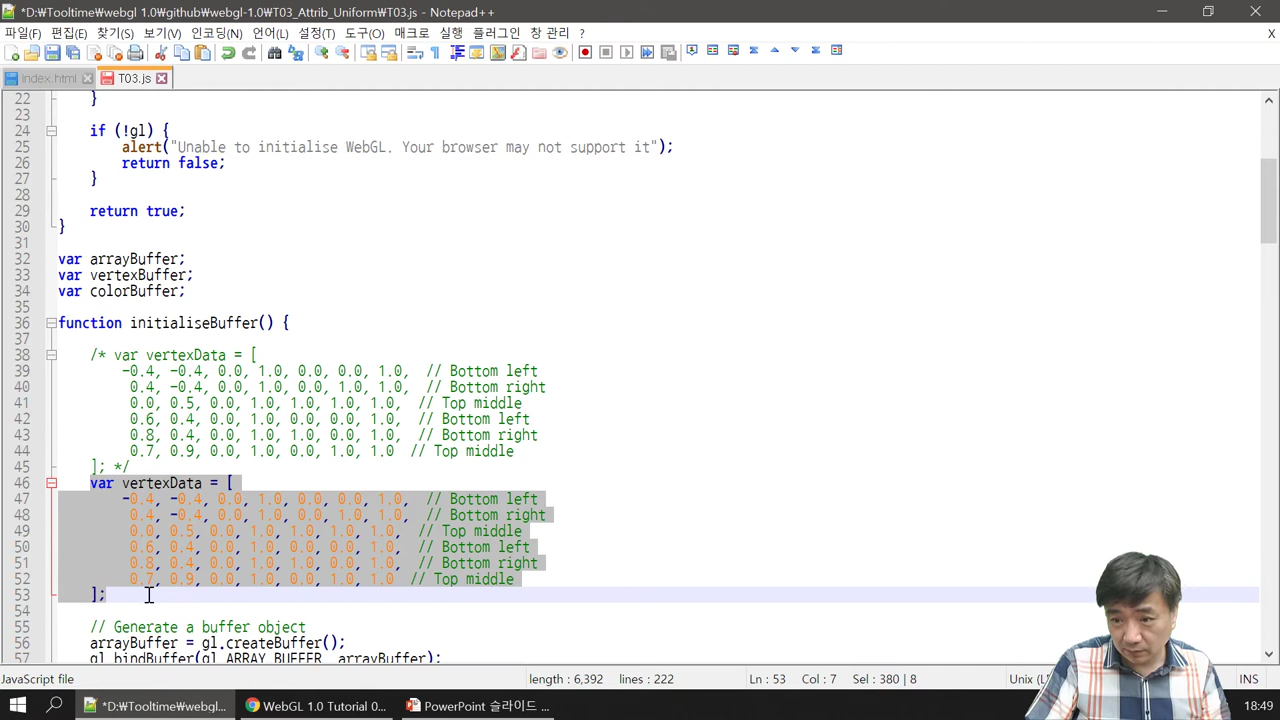 *D:₩Tooltime₩webgl 1.0₩github₩webgl-1.0₩T03_Attrib_Uniform₩T03.js - Notepad++
파일(F) 편집(E) 찾기(S) 보기(V) 인코딩(N) 언어(L) 설정(T) 도구(O) 매크로 실행 플러그인 창 관리 ? X
index.html T03.js
22 }
23
24 if (!gl) {
25 alert("Unable to initialise WebGL. Your browser may not support it");
26 return false;
27 }
28
29 return true;
30 }
31
32 var arrayBuffer;
33 var vertexBuffer;
34 var colorBuffer;
35
36 function initialiseBuffer() {
37
38 /* var vertexData = [
39 -0.4, -0.4, 0.0, 1.0, 0.0, 0.0, 1.0, // Bottom left
40 0.4, -0.4, 0.0, 1.0, 0.0, 1.0, 1.0, // Bottom right
41 0.0, 0.5, 0.0, 1.0, 1.0, 1.0, 1.0, // Top middle
42 0.6, 0.4, 0.0, 1.0, 0.0, 0.0, 1.0, // Bottom left
43 0.8, 0.4, 0.0, 1.0, 1.0, 0.0, 1.0, // Bottom right
44 0.7, 0.9, 0.0, 1.0, 0.0, 1.0, 1.0 // Top middle
45 ]; */
46 var vertexData = [
47 -0.4, -0.4, 0.0, 1.0, 0.0, 0.0, 1.0, // Bottom left
48 0.4, -0.4, 0.0, 1.0, 0.0, 1.0, 1.0, // Bottom right
49 0.0, 0.5, 0.0, 1.0, 1.0, 1.0, 1.0, // Top middle
50 0.6, 0.4, 0.0, 1.0, 0.0, 0.0, 1.0, // Bottom left
51 0.8, 0.4, 0.0, 1.0, 1.0, 0.0, 1.0, // Bottom right
52 0.7, 0.9, 0.0, 1.0, 0.0, 1.0, 1.0 // Top middle
53 ];
54
55 // Generate a buffer object
56 arrayBuffer = gl.createBuffer();
57 gl.bindBuffer(gl.ARRAY_BUFFER, arrayBuffer);
JavaScript file length : 6,392 lines : 222 Ln : 53 Col : 7 Sel : 380 | 8 Unix (L INS
*D:₩Tooltime₩webgl... WebGL 1.0 Tutorial 0... PowerPoint 슬라이드 ... 18:49